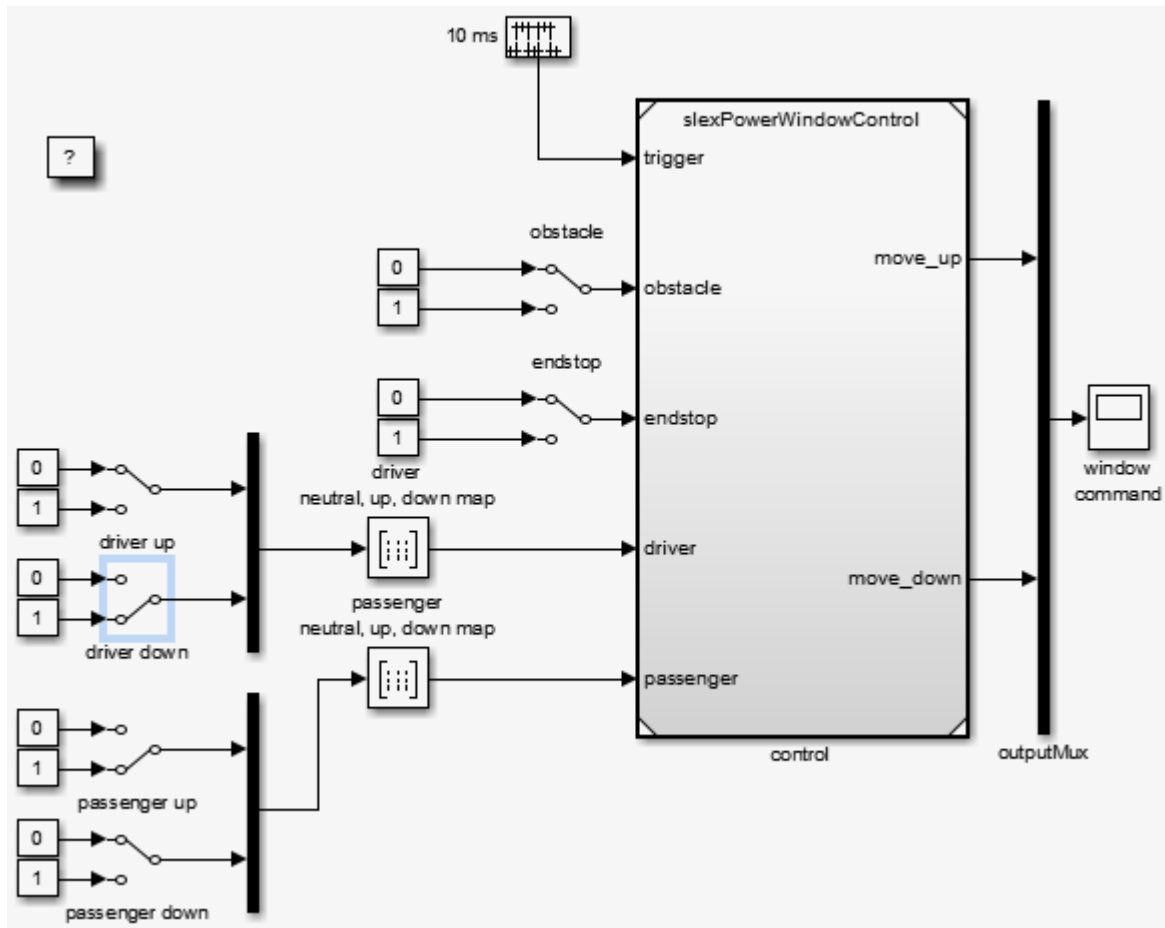 10 ms
slexPowerWindowControl
trigger
?
obstacle
0
1
obstacle
move_up
endstop
0
1
endstop
driver
neutral, up, down map
0
1
driver up
driver
move_down
window
command
0
1
driver down
passenger
neutral, up, down map
passenger
0
1
passenger up
control
outputMux
0
1
passenger down